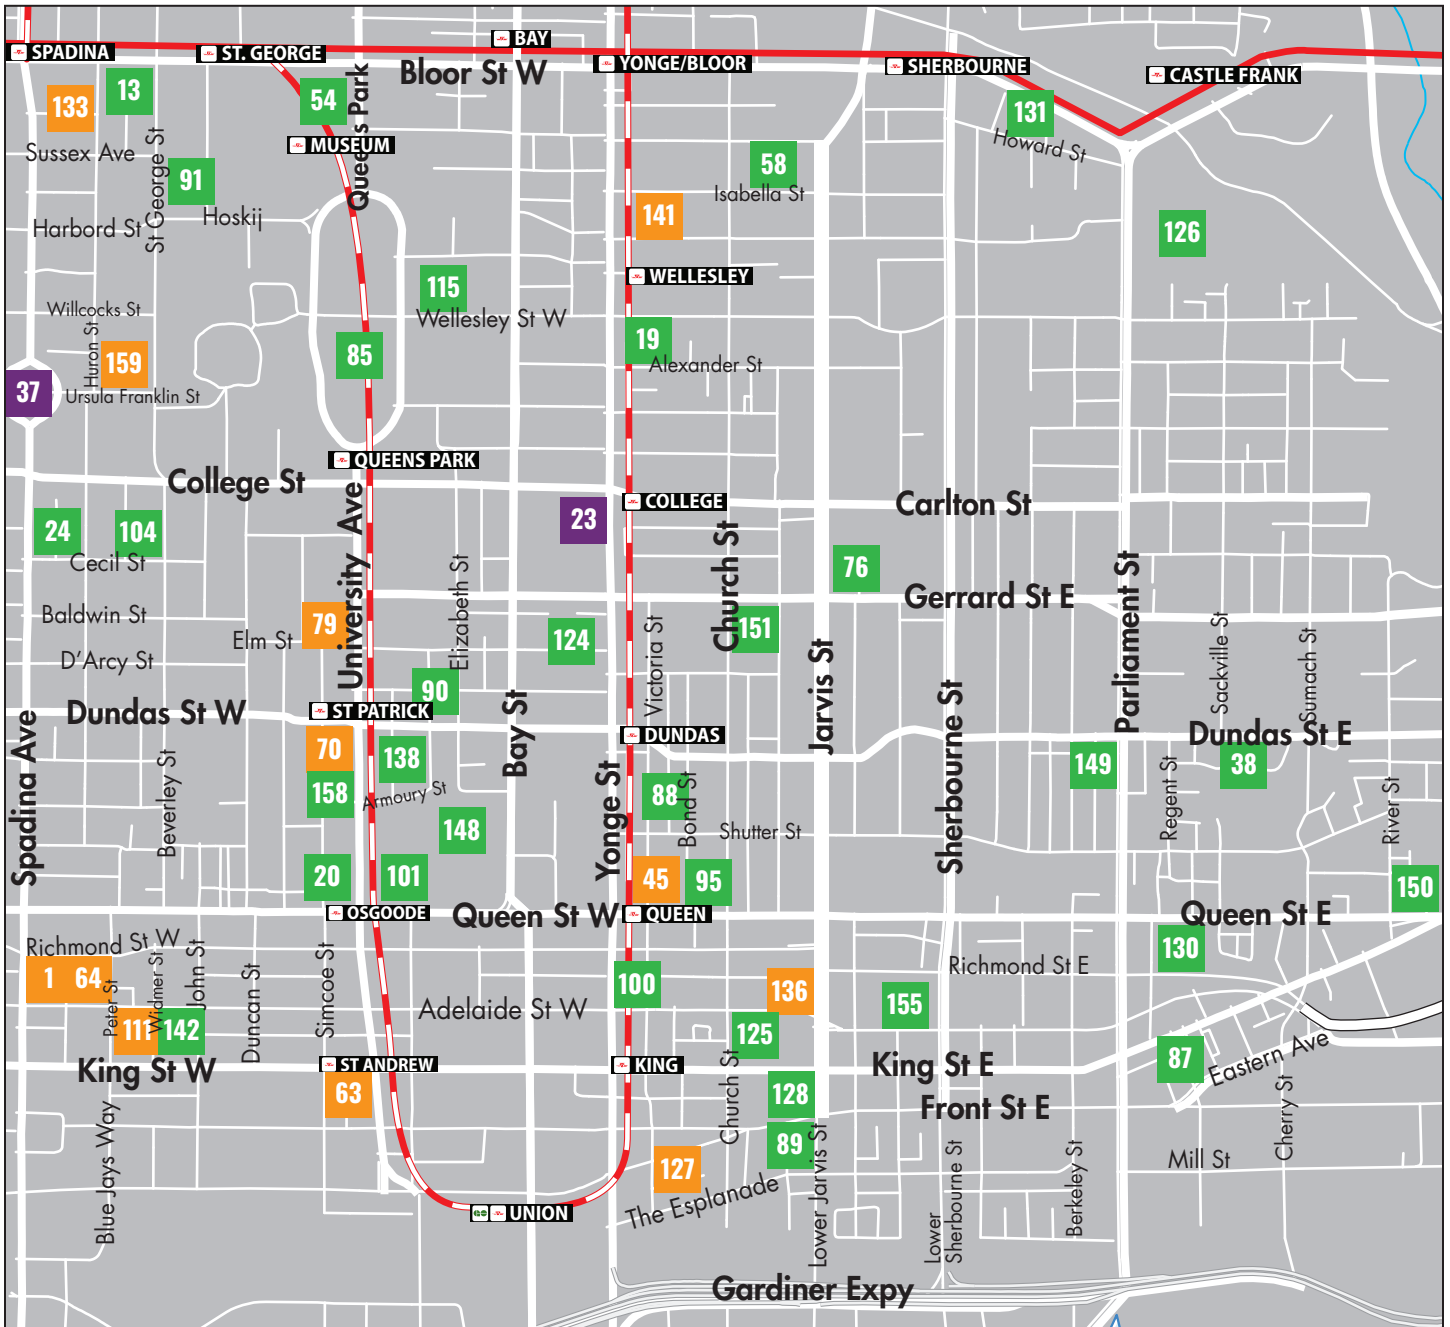 SPADINA
ST. GEORGE
BAY
Bloor St W
YONGE/BLOOR
SHERBOURNE
CASTLE FRANK
133
13
54
Queens Park
MUSEUM
131
Howard St
Sussex Ave
St George St
91
58
Isabella St
Harbord St
Hoskij
141
126
WELLESLEY
115
Wellesley St W
Willcocks St
Huron St
159
85
19
Alexander St
37
Ursula Franklin St
QUEENS PARK
College St
COLLEGE
Carlton St
23
24
104
Cecil St
University Ave
Elizabeth St
Church St
76
Gerrard St E
Parliament St
Baldwin St
79
Elm St
124
Victoria St
151
D'Arcy St
Jarvis St
Sackville St
Sumach St
90
Dundas St W
ST PATRICK
Bay St
DUNDAS
Sherbourne St
Dundas St E
Spadina Ave
Beverley St
70
138
158
Armoury St
148
Yonge St
88
Bond St
Shutter St
149
Regent St
38
River St
20
101
45
95
150
OSGOODE
Queen St W
QUEEN
Queen St E
Richmond St W
130
1
64
Peter St
Widmer St
John St
Duncan St
Simcoe St
Richmond St E
100
136
155
Adelaide St W
111
142
125
King St W
ST ANDREW
KING
King St E
87
Eastern Ave
63
128
Front St E
Blue Jays Way
Church St
89
Cherry St
127
Mill St
The Esplanade
Lower Jarvis St
Lower
Sherbourne St
Berkeley St
GO
UNION
Gardiner Expy